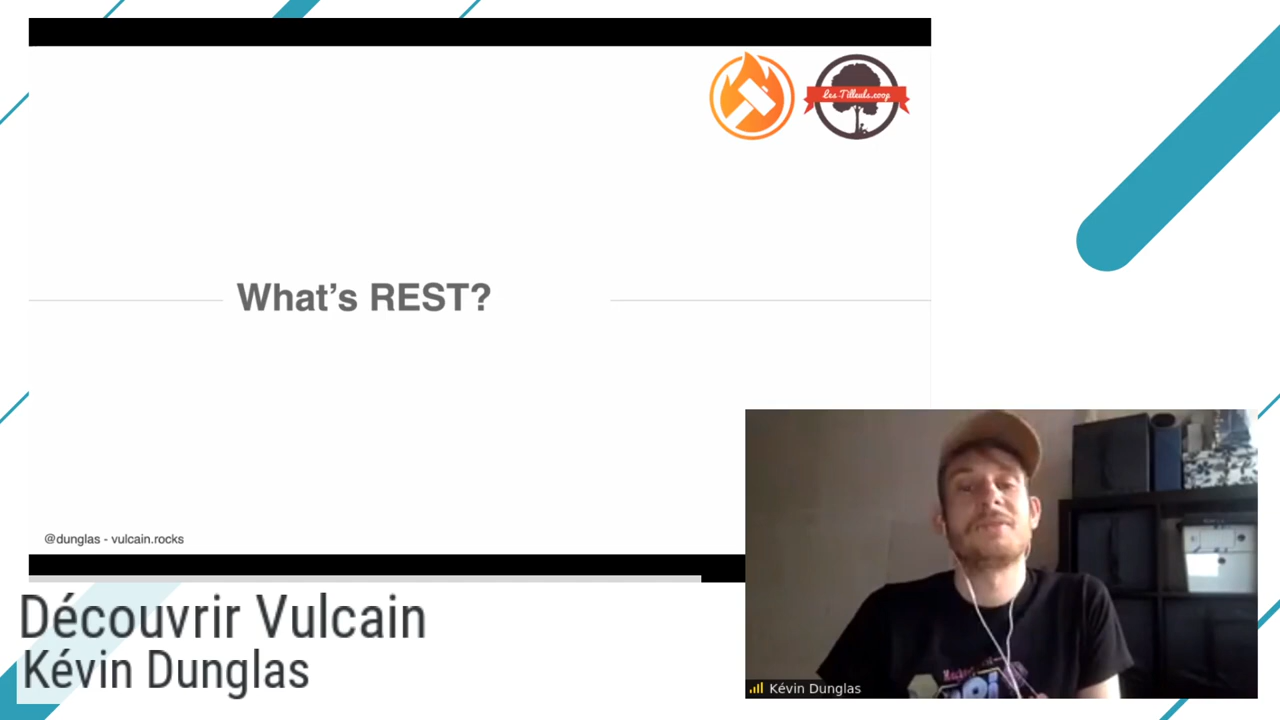 Les-Tilleuls.coop
What's REST?
@dunglas - vulcain.rocks
Découvrir Vulcain
Kévin Dunglas
Kévin Dunglas